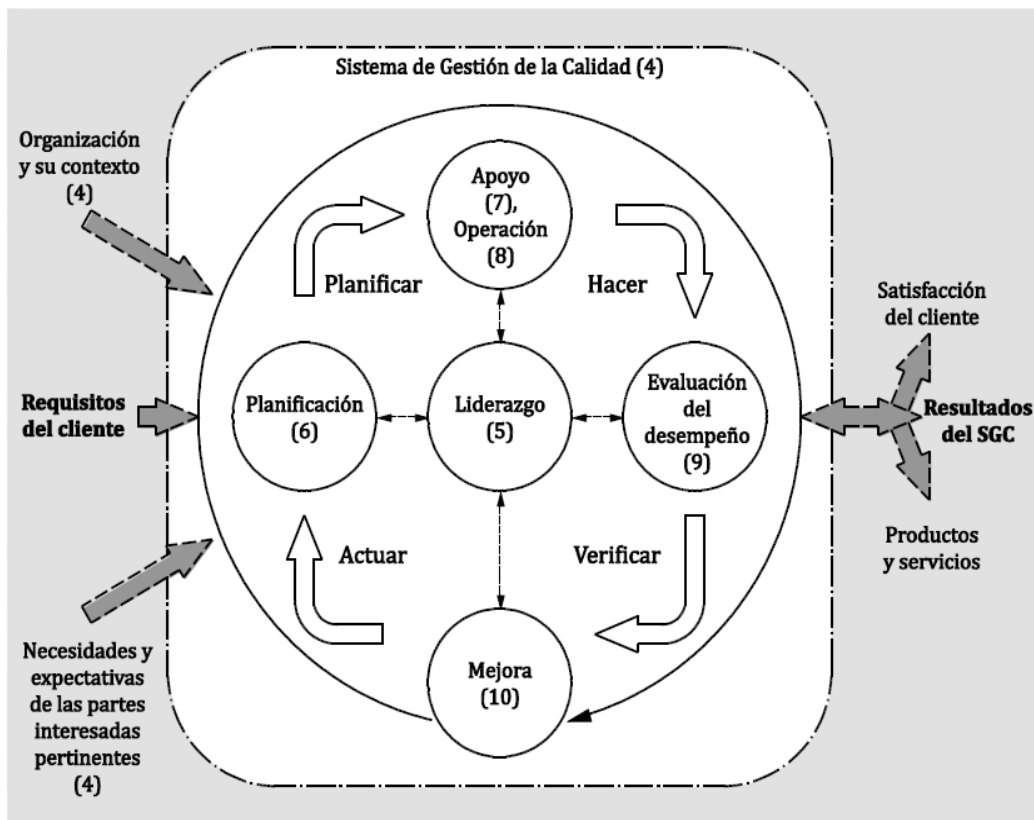 Sistema de Gestión de la Calidad (4)
Organización
y su contexto
(4)
Apoyo
(7),
Operación
(8)
Planificar
Hacer
Satisfacción
del cliente
Requisitos
del cliente
Planificación
(6)
Liderazgo
(5)
Evaluación
del
desempeño
(9)
Resultados
del SGC
Actuar
Verificar
Productos
y servicios
Necesidades y
expectativas
de las partes
interesadas
pertinentes
(4)
Mejora
(10)